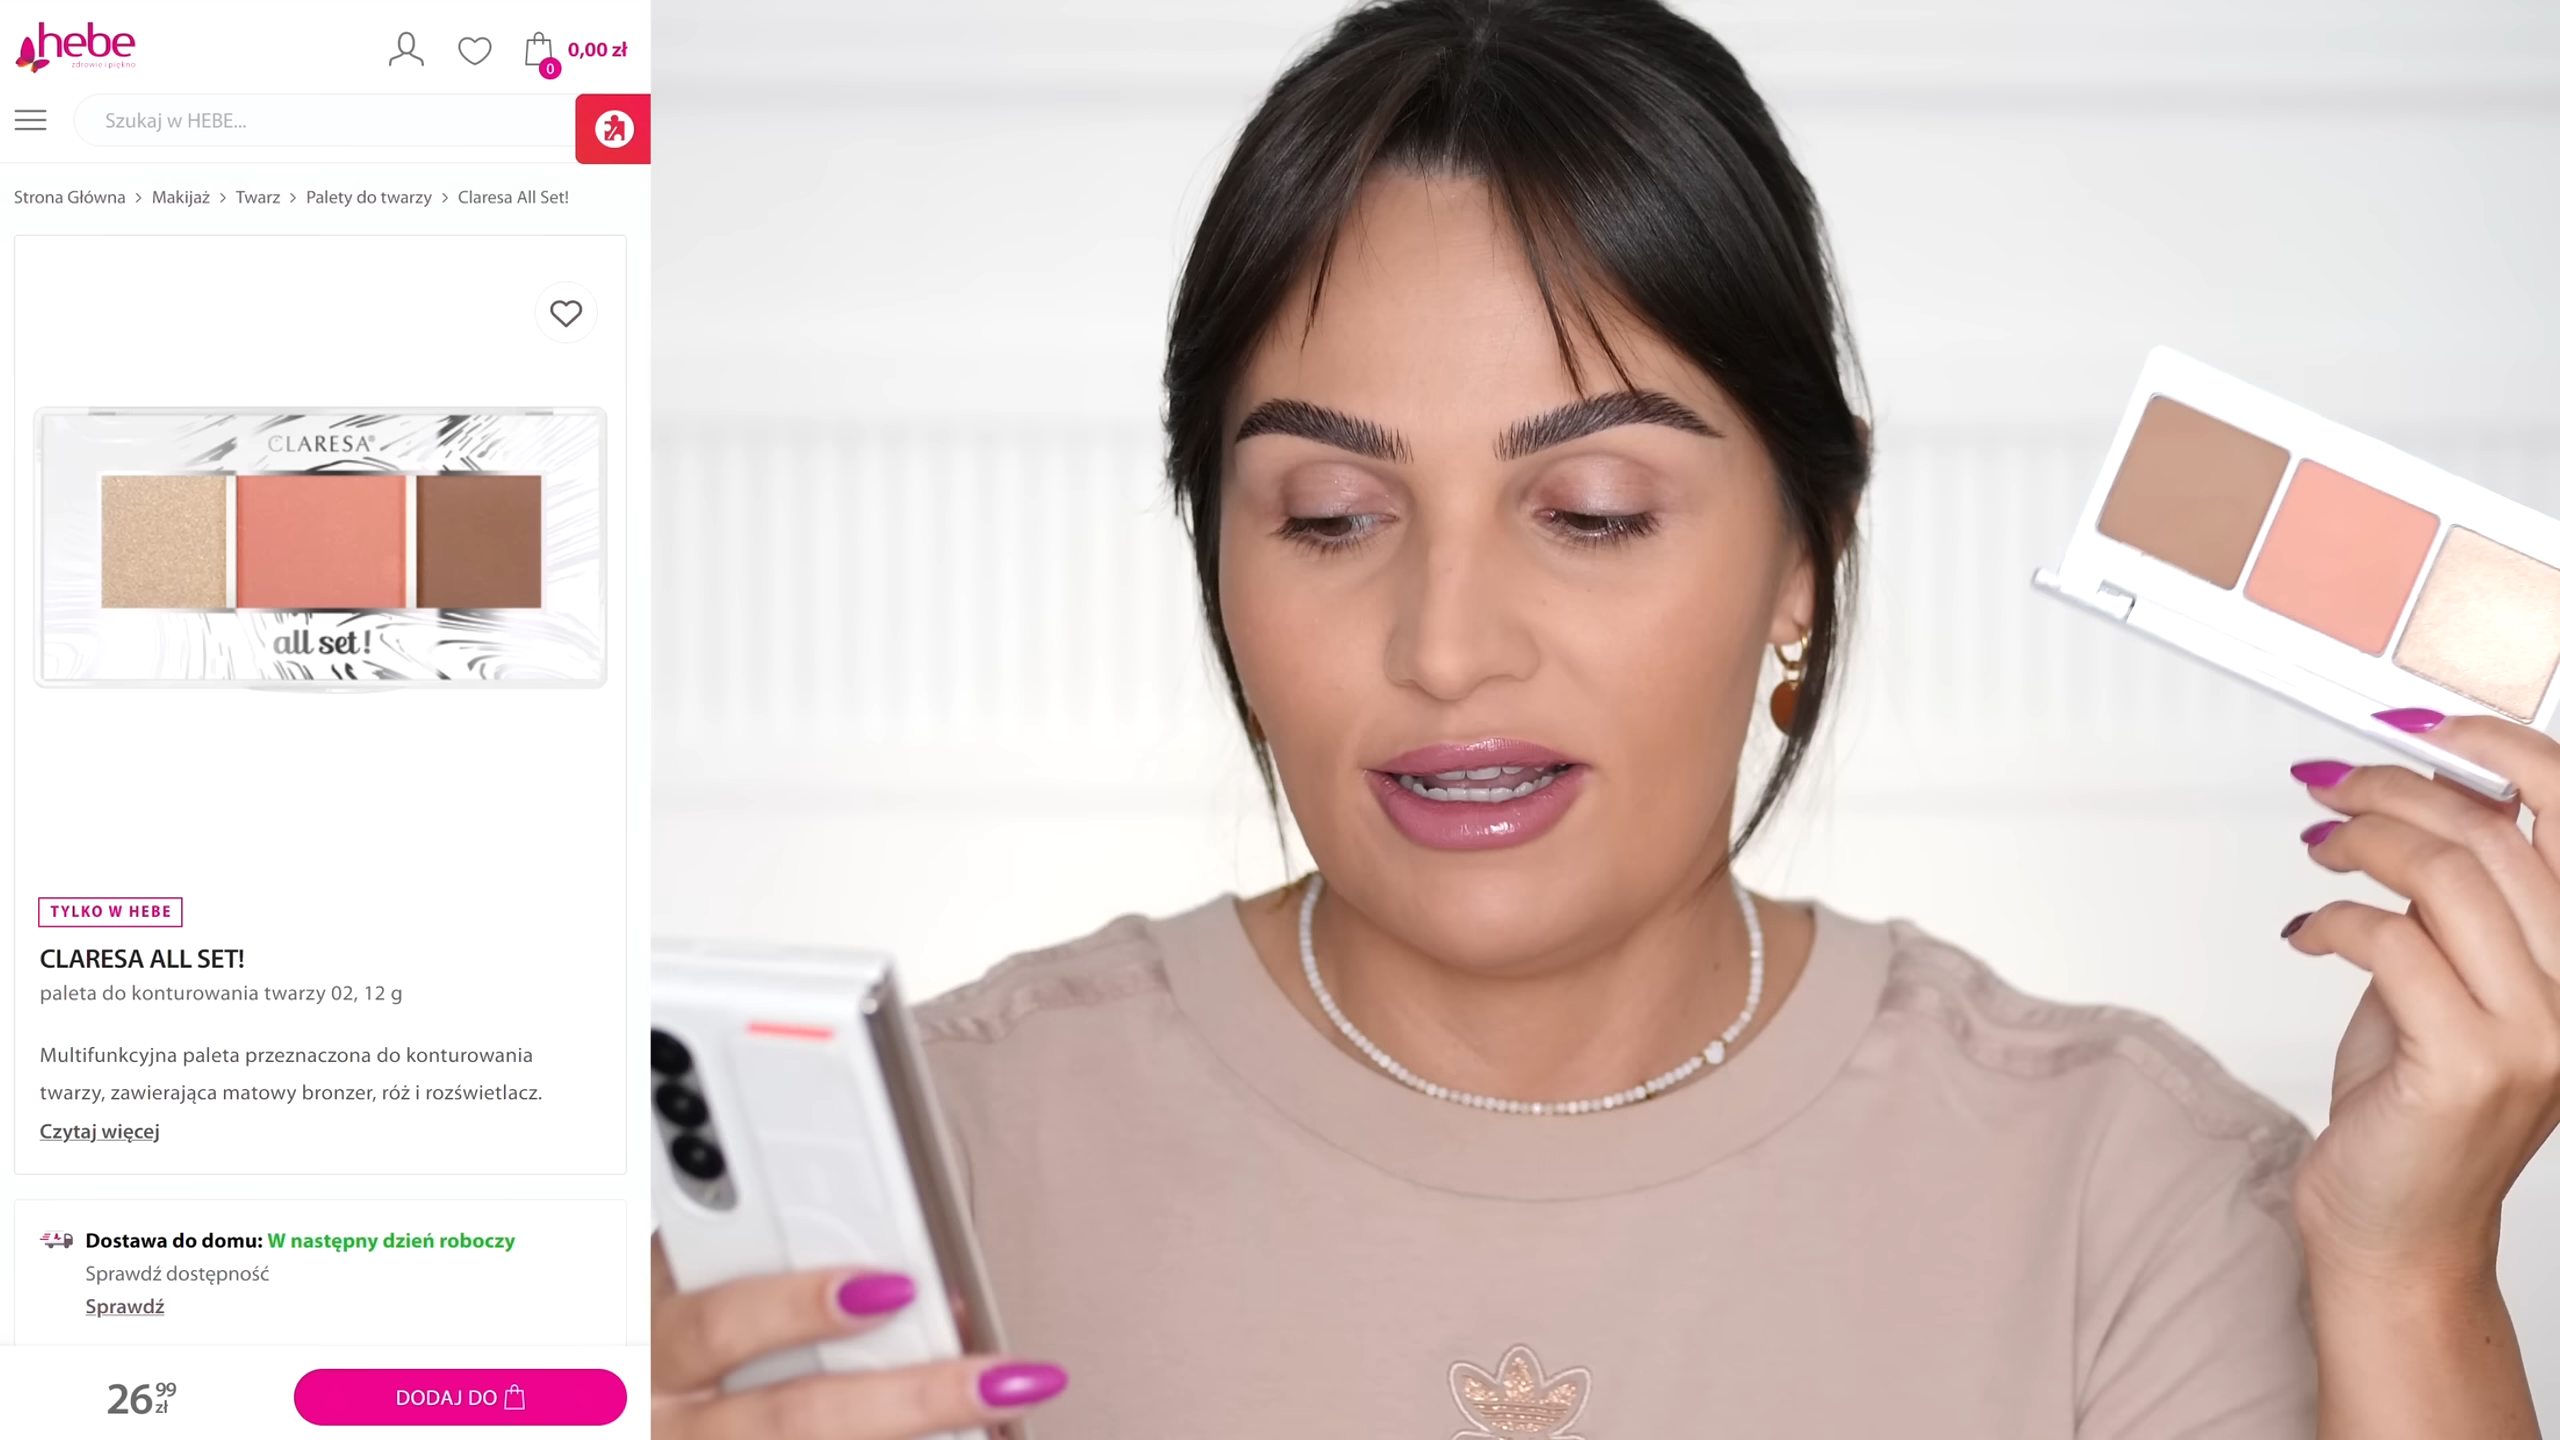 hebe
zdrowie i piękno
0,00 zł
0
Szukaj w HEBE...
Strona Główna > Makijaż > Twarz > Palety do twarzy > Claresa All Set!
CLARESA®
all set!
TYLKO W HEBE
CLARESA ALL SET!
paleta do konturowania twarzy 02, 12 g
Multifunkcyjna paleta przeznaczona do konturowania
twarzy, zawierająca matowy bronzer, róż i rozświetlacz.
Czytaj więcej
Dostawa do domu: W następny dzień roboczy
Sprawdź dostępność
Sprawdź
26 99 zł
DODAJ DO